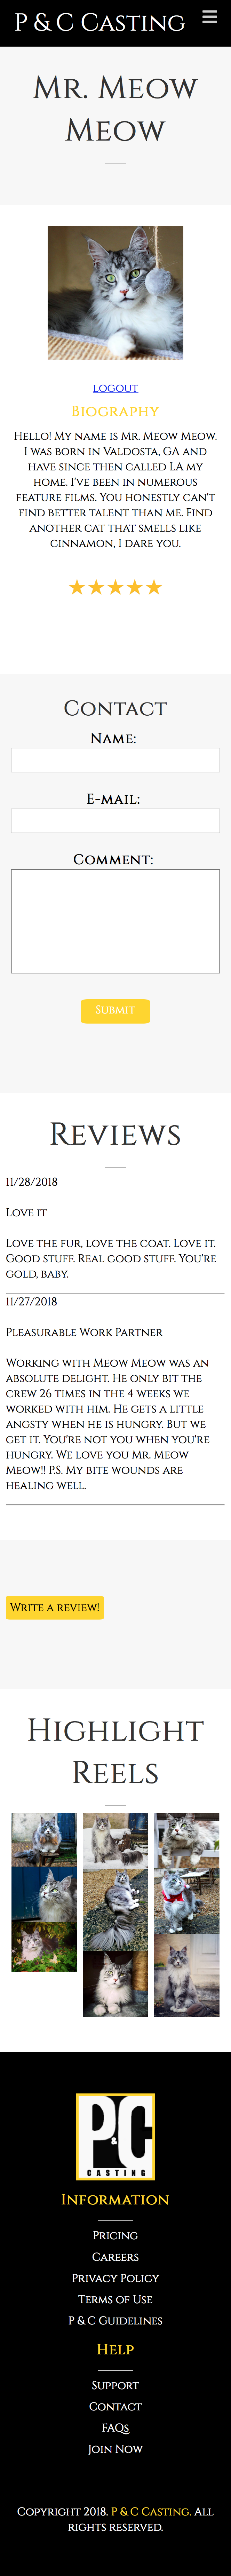 P & C Casting
Mr. Meow
Meow
Logout
Biography
Hello! My name is Mr. Meow Meow.
I was born in Valdosta, GA and
have since then called LA my
home. I've been in numerous
feature films. You honestly can't
find better talent than me. Find
another cat that smells like
cinnamon, I dare you.
Contact
Name:
E-mail:
Comment:
Submit
Reviews
11/28/2018
Love it
Love the fur, love the coat. Love it.
Good stuff. Real good stuff. You're
gold, baby.
11/27/2018
Pleasurable Work Partner
Working with Meow Meow was an
absolute delight. He only bit the
crew 26 times in the 4 weeks we
worked with him. He gets a little
angsty when he is hungry. But we
get it. You're not you when you're
hungry. We love you Mr. Meow
Meow!! P.S. My bite wounds are
healing well.
Write a review!
Highlight
Reels
P&C
CASTING
Information
Pricing
Careers
Privacy Policy
Terms of Use
P & C Guidelines
Help
Support
Contact
FAQs
Join Now
Copyright 2018. P & C Casting. All
rights reserved.